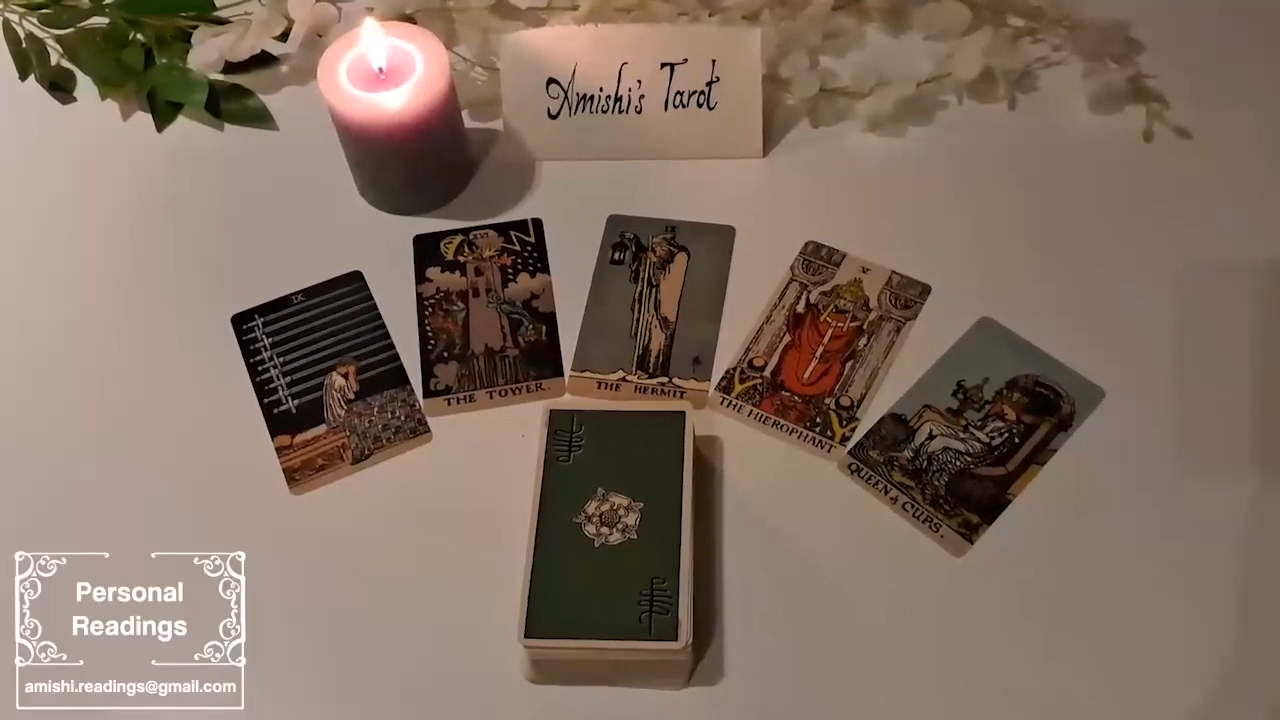 Amishi's Tarot
IX
XVI
THE TOWER.
IX
THE HERMIT
V
THE HIEROPHANT
QUEEN of CUPS.
Personal
Readings
amishi.readings@gmail.com